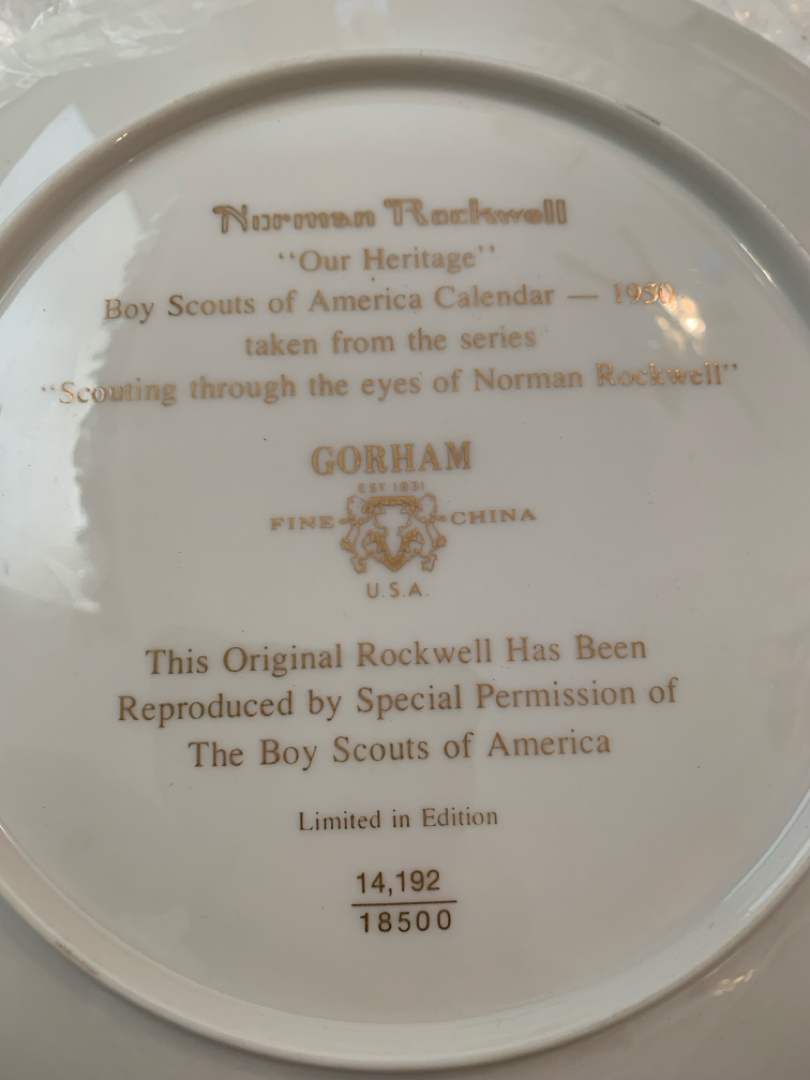 Norman Rockwell
‘‘Our Heritage’’
Boy Scouts of America Calendar — 1950
taken from the series
‘‘Scouting through the eyes of Norman Rockwell’’
GORHAM
EST 1831
FINE CHINA
U.S.A.
This Original Rockwell Has Been
Reproduced by Special Permission of
The Boy Scouts of America
Limited in Edition
14,192
18500